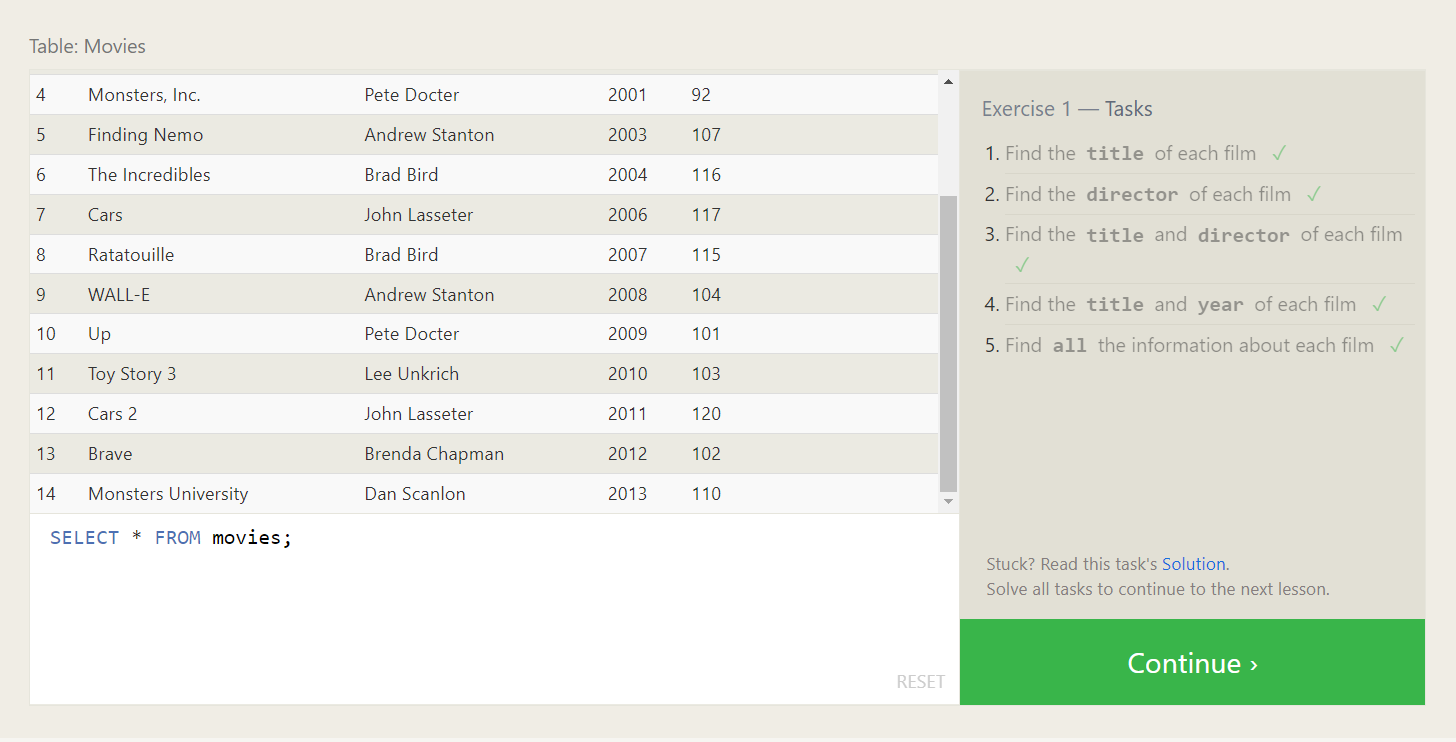 Table: Movies
4 Monsters, Inc. Pete Docter 2001 92
5 Finding Nemo Andrew Stanton 2003 107
6 The Incredibles Brad Bird 2004 116
7 Cars John Lasseter 2006 117
8 Ratatouille Brad Bird 2007 115
9 WALL-E Andrew Stanton 2008 104
10 Up Pete Docter 2009 101
11 Toy Story 3 Lee Unkrich 2010 103
12 Cars 2 John Lasseter 2011 120
13 Brave Brenda Chapman 2012 102
14 Monsters University Dan Scanlon 2013 110
SELECT * FROM movies;
RESET
Exercise 1 — Tasks
1. Find the title of each film ✓
2. Find the director of each film ✓
3. Find the title and director of each film
✓
4. Find the title and year of each film ✓
5. Find all the information about each film ✓
Stuck? Read this task's Solution.
Solve all tasks to continue to the next lesson.
Continue ›